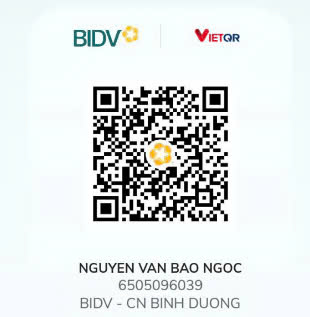 BIDV VIETQR
NGUYEN VAN BAO NGOC
6505096039
BIDV - CN BINH DUONG